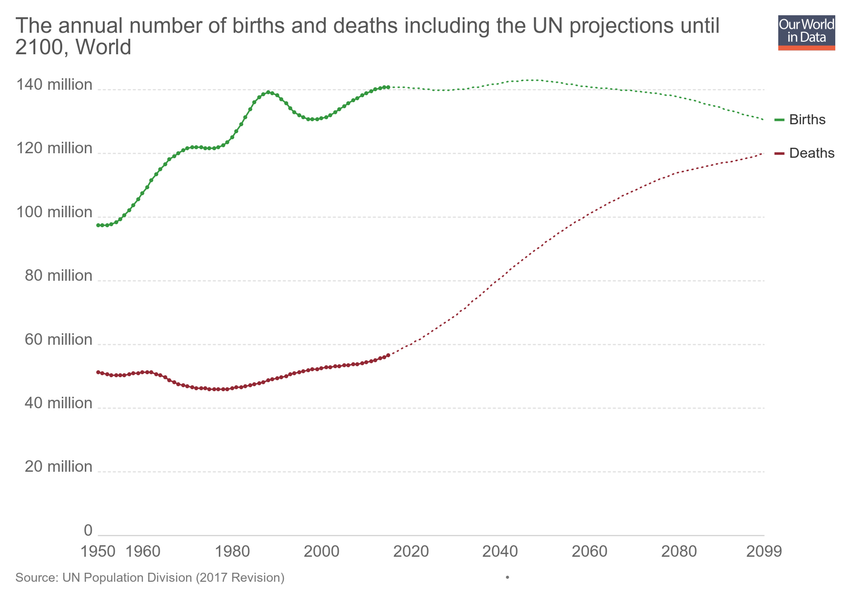 The annual number of births and deaths including the UN projections until
2100, World
Our World
in Data
140 million
120 million
100 million
80 million
60 million
40 million
20 million
0
Births
Deaths
1950 1960 1980 2000 2020 2040 2060 2080 2099
Source: UN Population Division (2017 Revision)
•